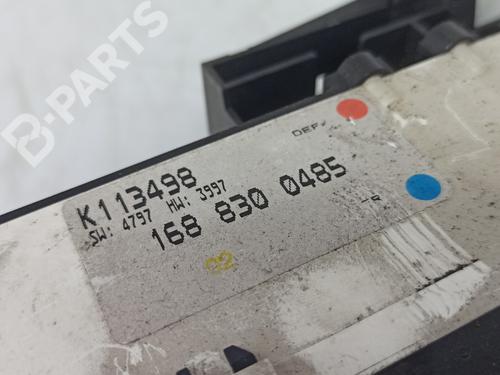 B-PARTS
DEF.
K113498
SW: 4797 HW: 3997
168 830 0485
02